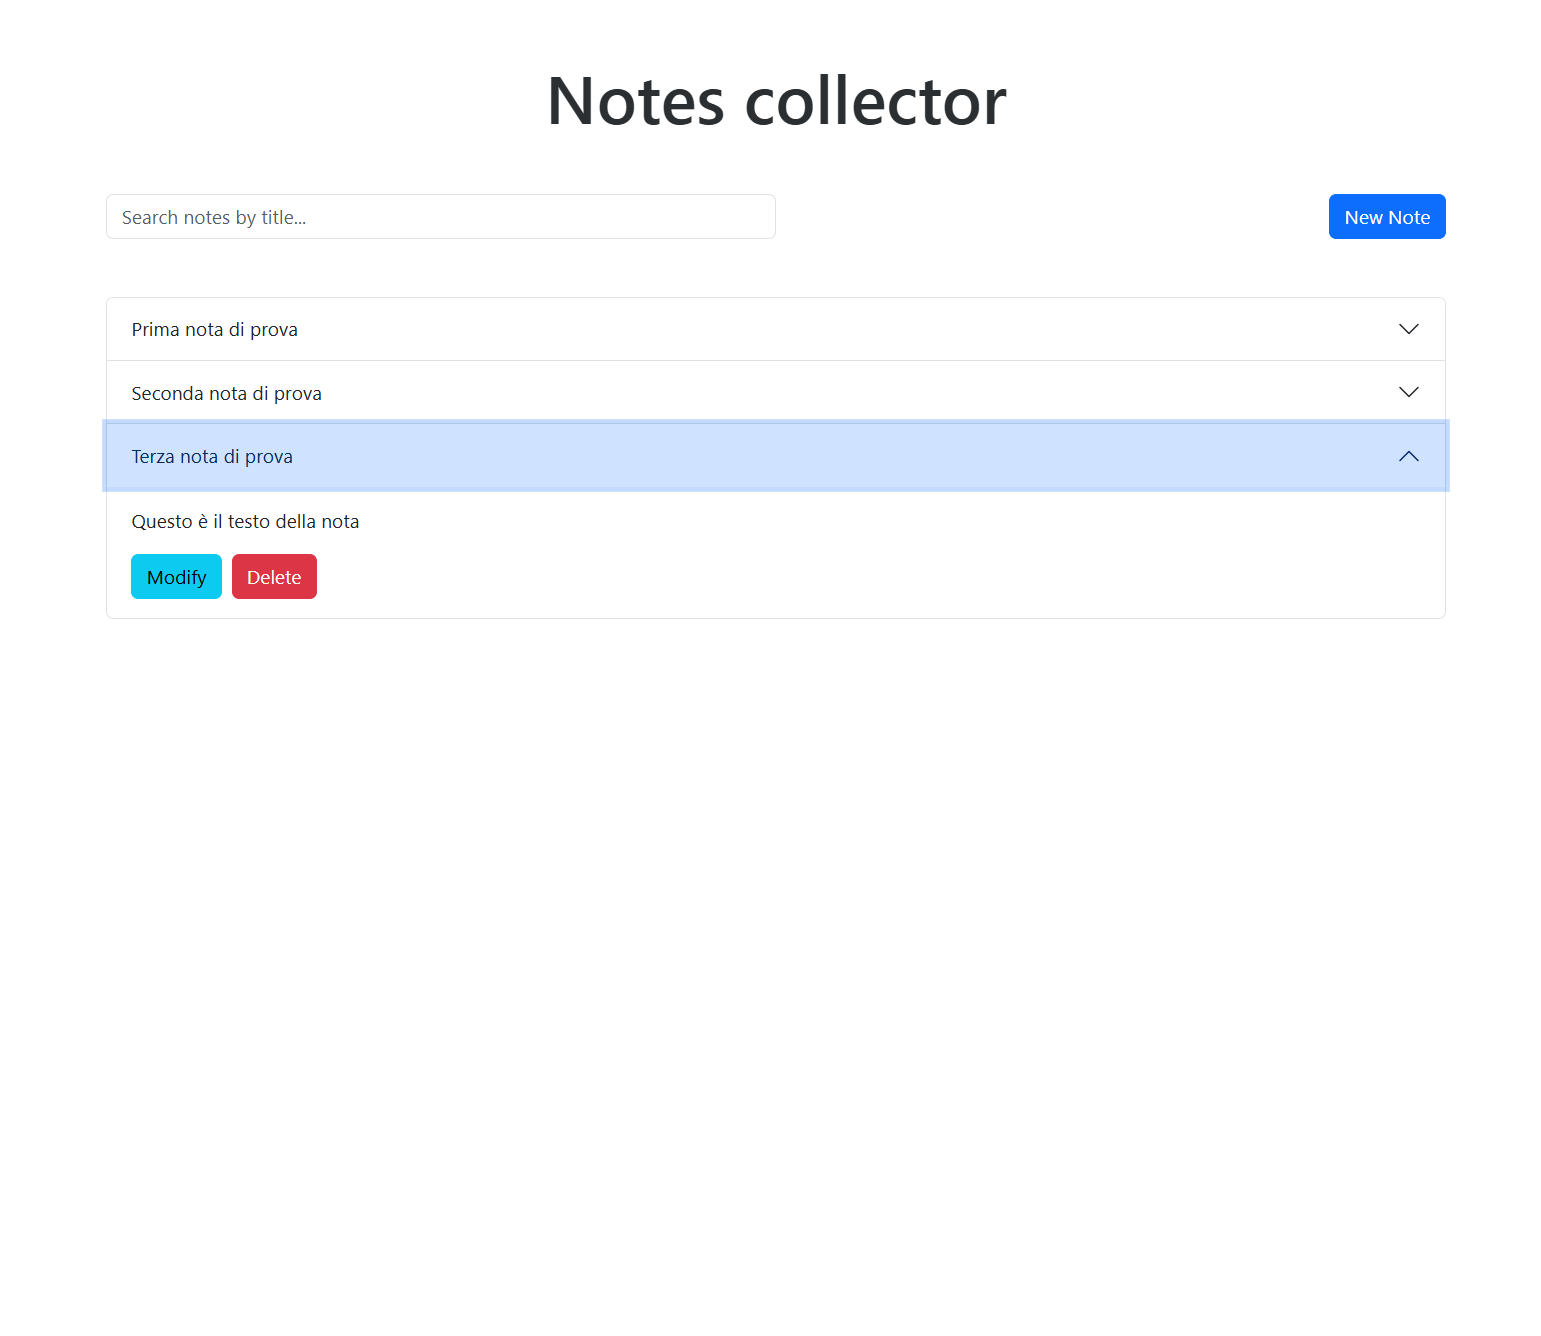 Notes collector
Search notes by title...
New Note
Prima nota di prova
Seconda nota di prova
Terza nota di prova
Questo è il testo della nota
Modify
Delete